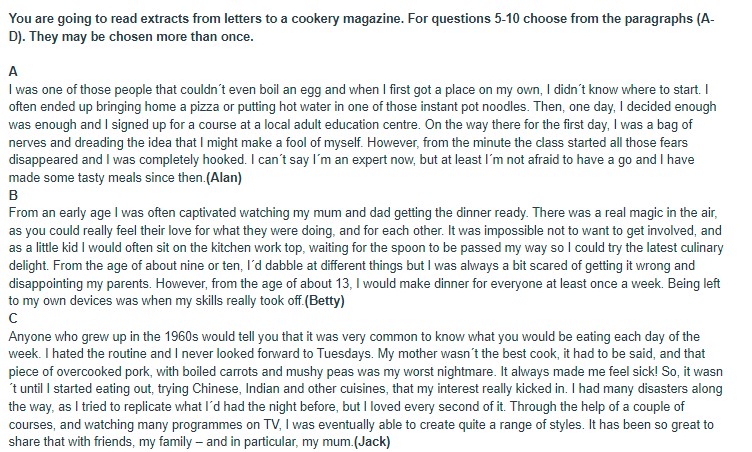 You are going to read extracts from letters to a cookery magazine. For questions 5-10 choose from the paragraphs (A-
D). They may be chosen more than once.
A
I was one of those people that couldn´t even boil an egg and when I first got a place on my own, I didn´t know where to start. I
often ended up bringing home a pizza or putting hot water in one of those instant pot noodles. Then, one day, I decided enough
was enough and I signed up for a course at a local adult education centre. On the way there for the first day, I was a bag of
nerves and dreading the idea that I might make a fool of myself. However, from the minute the class started all those fears
disappeared and I was completely hooked. I can´t say I´m an expert now, but at least I´m not afraid to have a go and I have
made some tasty meals since then.(Alan)
B
From an early age I was often captivated watching my mum and dad getting the dinner ready. There was a real magic in the air,
as you could really feel their love for what they were doing, and for each other. It was impossible not to want to get involved, and
as a little kid I would often sit on the kitchen work top, waiting for the spoon to be passed my way so I could try the latest culinary
delight. From the age of about nine or ten, I´d dabble at different things but I was always a bit scared of getting it wrong and
disappointing my parents. However, from the age of about 13, I would make dinner for everyone at least once a week. Being left
to my own devices was when my skills really took off.(Betty)
C
Anyone who grew up in the 1960s would tell you that it was very common to know what you would be eating each day of the
week. I hated the routine and I never looked forward to Tuesdays. My mother wasn´t the best cook, it had to be said, and that
piece of overcooked pork, with boiled carrots and mushy peas was my worst nightmare. It always made me feel sick! So, it wasn
´t until I started eating out, trying Chinese, Indian and other cuisines, that my interest really kicked in. I had many disasters along
the way, as I tried to replicate what I´d had the night before, but I loved every second of it. Through the help of a couple of
courses, and watching many programmes on TV, I was eventually able to create quite a range of styles. It has been so great to
share that with friends, my family – and in particular, my mum.(Jack)